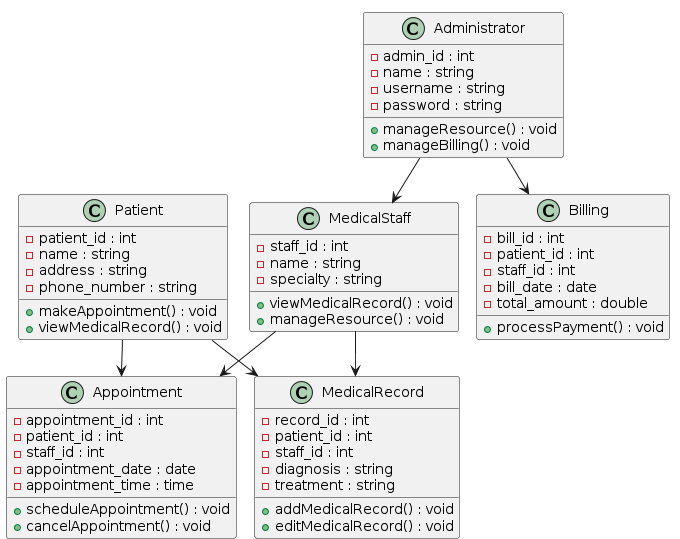 C Administrator
admin_id : int
name : string
username : string
password : string
manageResource() : void
manageBilling() : void
C Patient
patient_id : int
name : string
address : string
phone_number : string
makeAppointment() : void
viewMedicalRecord() : void
C MedicalStaff
staff_id : int
name : string
specialty : string
viewMedicalRecord() : void
manageResource() : void
C Billing
bill_id : int
patient_id : int
staff_id : int
bill_date : date
total_amount : double
processPayment() : void
C Appointment
appointment_id : int
patient_id : int
staff_id : int
appointment_date : date
appointment_time : time
scheduleAppointment() : void
cancelAppointment() : void
C MedicalRecord
record_id : int
patient_id : int
staff_id : int
diagnosis : string
treatment : string
addMedicalRecord() : void
editMedicalRecord() : void